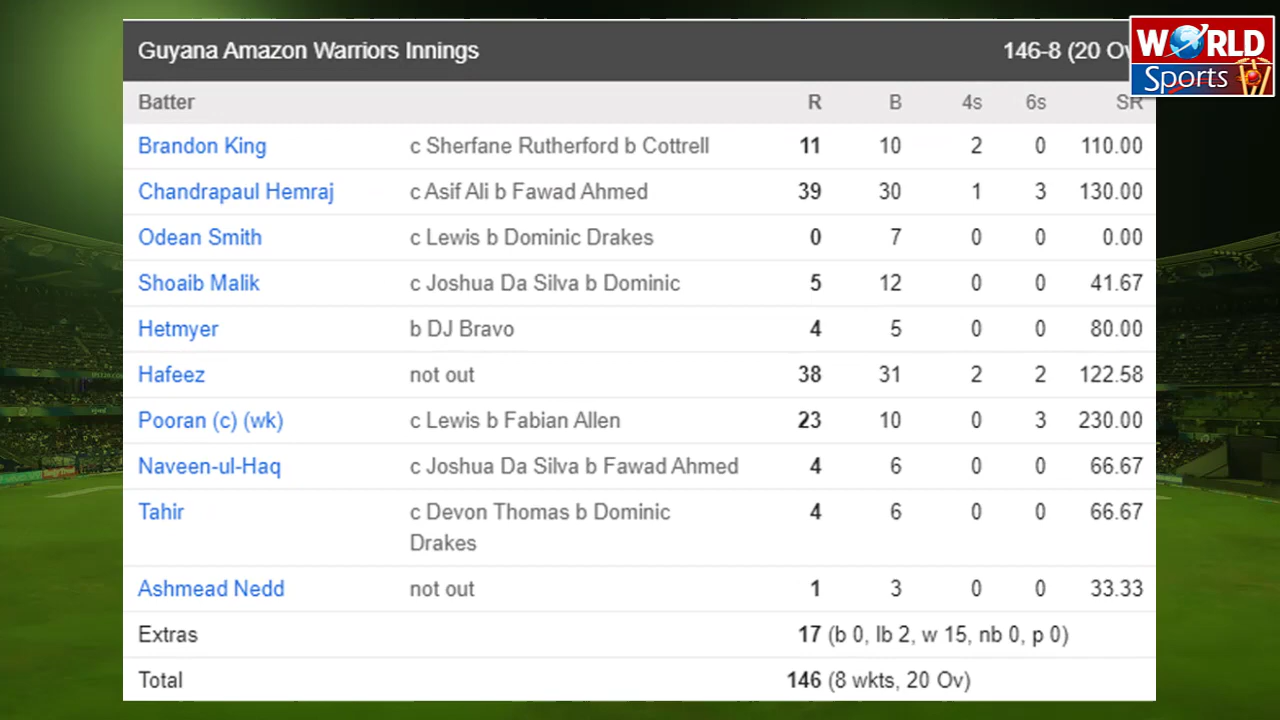 WORLD
Sports
Guyana Amazon Warriors Innings 146-8 (20 Ov
Batter R B 4s 6s SR
Brandon King c Sherfane Rutherford b Cottrell 11 10 2 0 110.00
Chandrapaul Hemraj c Asif Ali b Fawad Ahmed 39 30 1 3 130.00
Odean Smith c Lewis b Dominic Drakes 0 7 0 0 0.00
Shoaib Malik c Joshua Da Silva b Dominic 5 12 0 0 41.67
Hetmyer b DJ Bravo 4 5 0 0 80.00
Hafeez not out 38 31 2 2 122.58
Pooran (c) (wk) c Lewis b Fabian Allen 23 10 0 3 230.00
Naveen-ul-Haq c Joshua Da Silva b Fawad Ahmed 4 6 0 0 66.67
Tahir c Devon Thomas b Dominic 4 6 0 0 66.67
Drakes
Ashmead Nedd not out 1 3 0 0 33.33
Extras 17 (b 0, lb 2, w 15, nb 0, p 0)
Total 146 (8 wkts, 20 Ov)